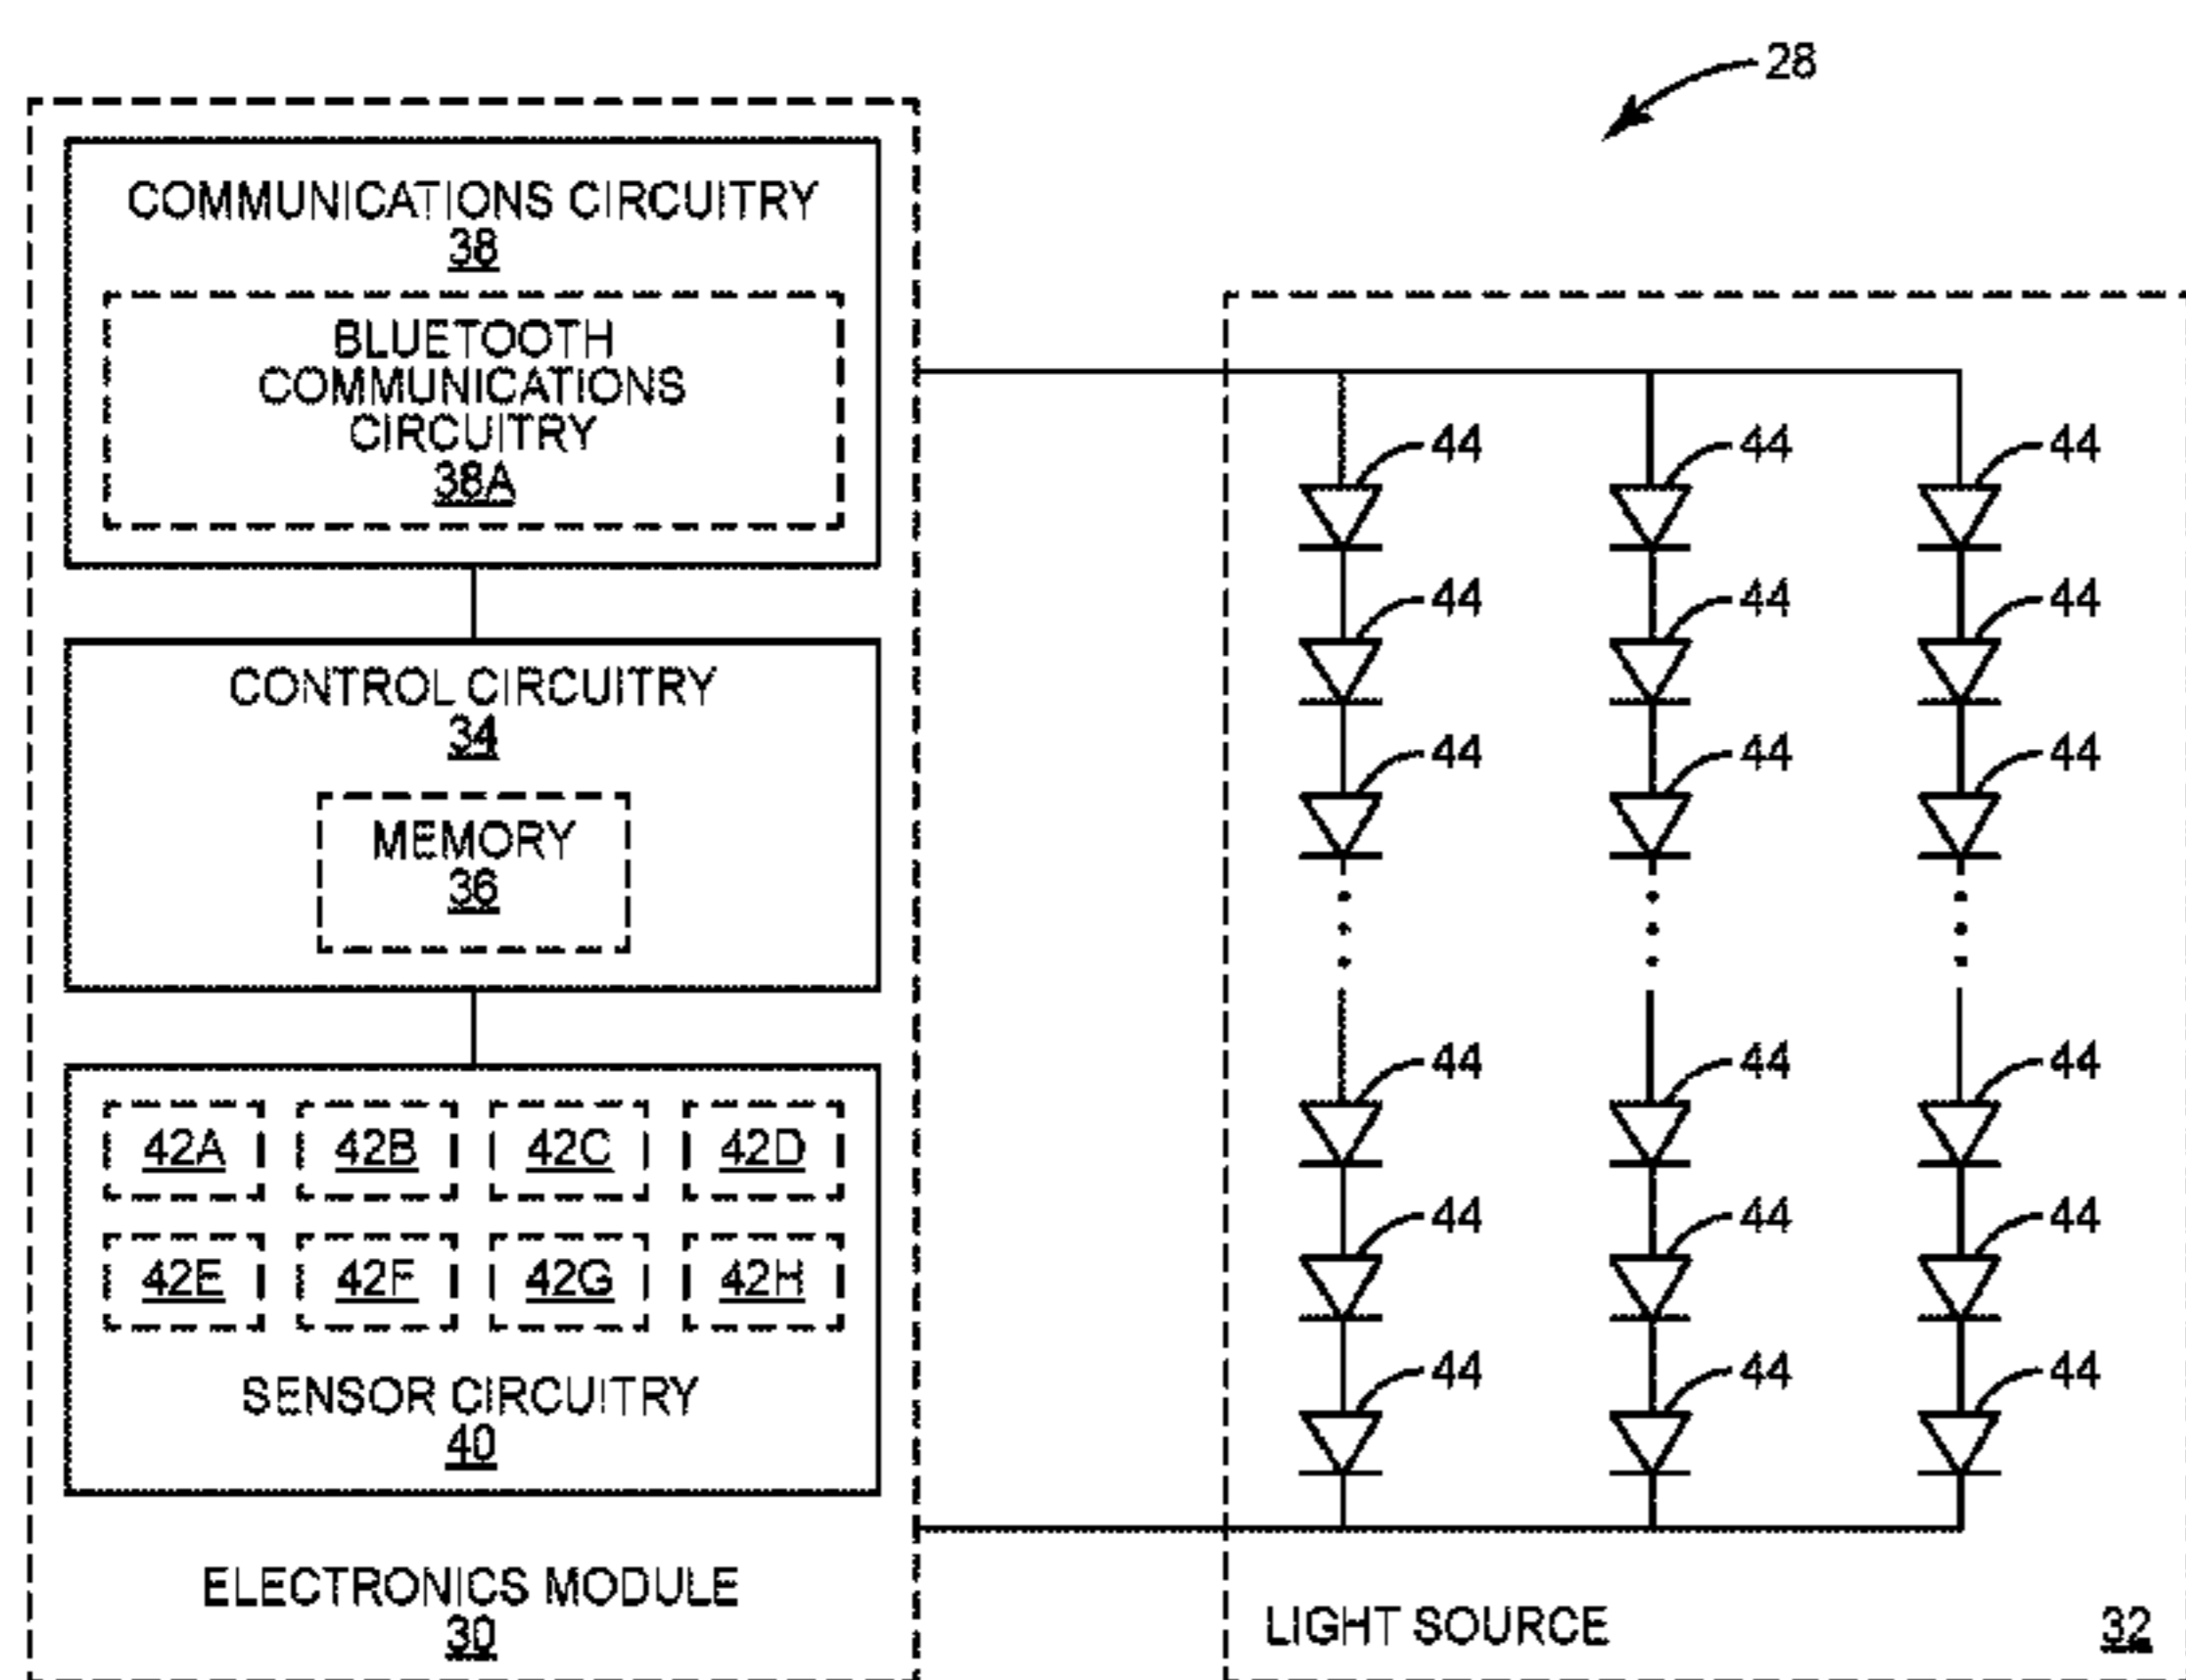 28
COMMUNICATIONS CIRCUITRY
38
BLUETOOTH
COMMUNICATIONS
CIRCUITRY
38A
CONTROL CIRCUITRY
34
MEMORY
36
42A 42B 42C 42D
42E 42F 42G 42H
SENSOR CIRCUITRY
40
ELECTRONICS MODULE
30
44 44 44
44 44 44
44 44 44
44 44 44
44 44 44
44 44 44
LIGHT SOURCE 32